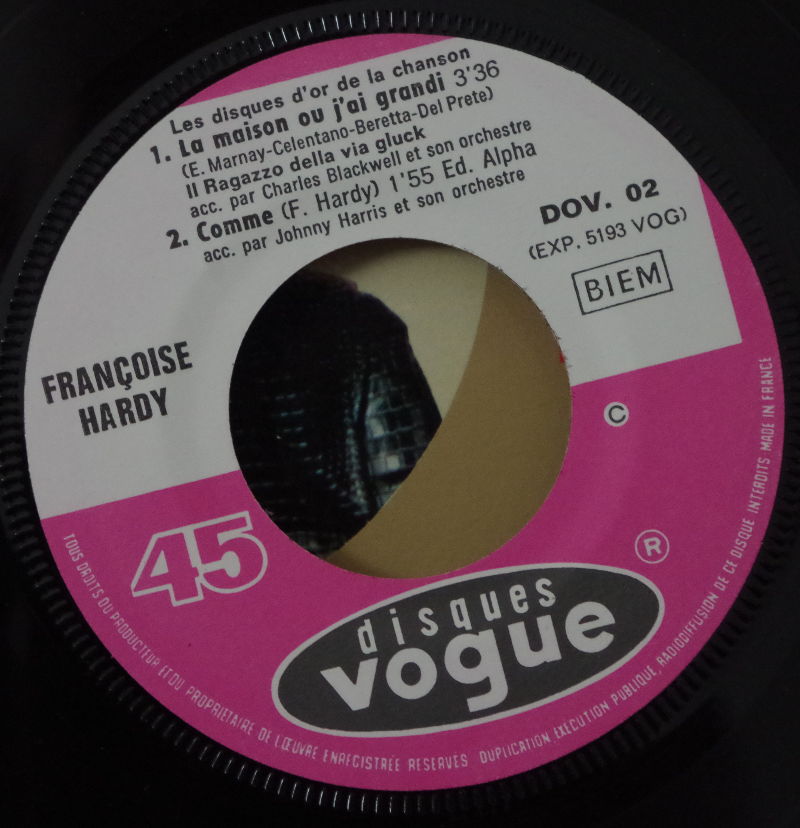 Les disques d'or de la chanson
1. La maison ou j'ai grandi 3'36
(E. Marnay-Celentano-Beretta-Del Prete)
Il Ragazzo della via gluck
acc. par Charles Blackwell et son orchestre
2. Comme (F. Hardy) 1'55 Ed. Alpha
acc. par Johnny Harris et son orchestre
DOV. 02
(EXP. 5193 VOG)
BIEM
FRANÇOISE
HARDY
©
45
®
disques
vogue
TOUS DROITS DU PRODUCTEUR ET DU PROPRIETAIRE DE L'ŒUVRE ENREGISTRÉE RESERVES DUPLICATION EXECUTION PUBLIQUE, RADIODIFFUSION DE CE DISQUE INTERDITS MADE IN FRANCE